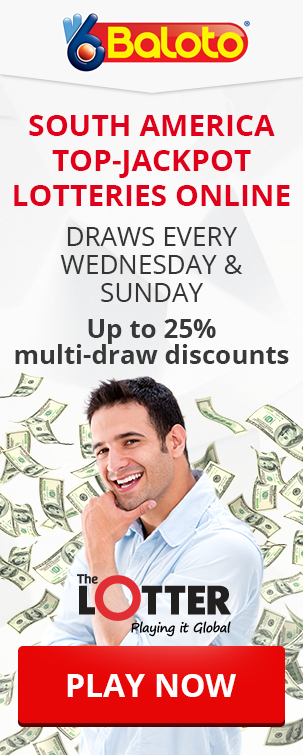 Baloto®
SOUTH AMERICA
TOP-JACKPOT
LOTTERIES ONLINE
DRAWS EVERY
WEDNESDAY &
SUNDAY
Up to 25%
multi-draw discounts
The
LOTTER
Playing it Global
PLAY NOW